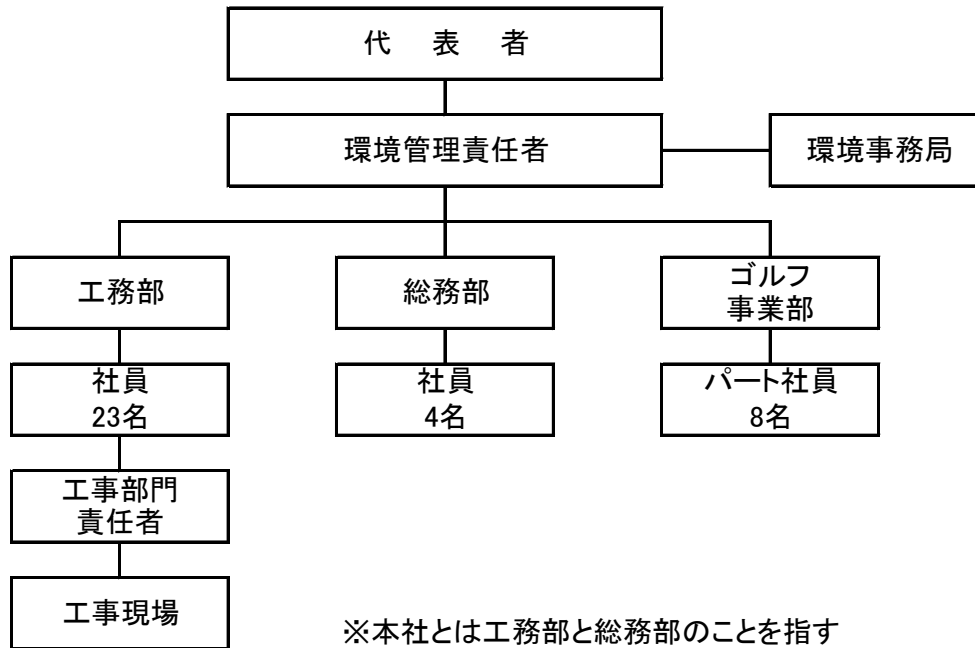 代 表 者
環境管理責任者
環境事務局
工務部
総務部
ゴルフ
事業部
社員
23名
社員
4名
パート社員
8名
工事部門
責任者
工事現場
※本社とは工務部と総務部のことを指す